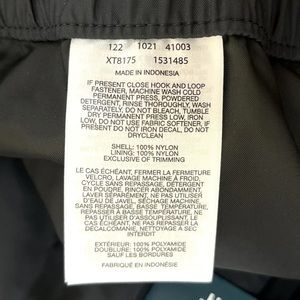 122 1021 41003
XT8175 1531485
MADE IN INDONESIA
IF PRESENT CLOSE HOOK AND LOOP
FASTENER, MACHINE WASH COLD
PERMANENT PRESS, POWDERED
DETERGENT, RINSE THOROUGHLY, WASH
SEPARATELY, DO NOT BLEACH, TUMBLE
DRY PERMANENT PRESS LOW, IRON
LOW, DO NOT USE FABRIC SOFTENER, IF
PRESENT DO NOT IRON DECAL, DO NOT
DRYCLEAN
SHELL: 100% NYLON
LINING: 100% NYLON
EXCLUSIVE OF TRIMMING
LE CAS ÉCHÉANT, FERMER LA FERMETURE
VELCRO, LAVAGE MACHINE À FROID,
CYCLE SANS REPASSAGE, DÉTERGENT
EN POUDRE, RINCER ABONDAMMENT,
LAVER SÉPARÉMENT, NE PAS UTILISER
D'EAU DE JAVEL, SÉCHAGE MACHINE,
SANS REPASSAGE, BASSE TEMPÉRATURE,
REPASSAGE, BASSE TEMPÉRATURE, NE
PAS UTILISER D'ASSOUPLISSANT, LE
CAS ÉCHÉANT NE PAS REPASSER LA
DÉCALCOMANIE, NETTOYAGE A SEC
INTERDIT
EXTÉRIEUR: 100% POLYAMIDE
DOUBLURE: 100% POLYAMIDE
SAUF LES BORDURES
FABRIQUÉ EN INDONÉSIE